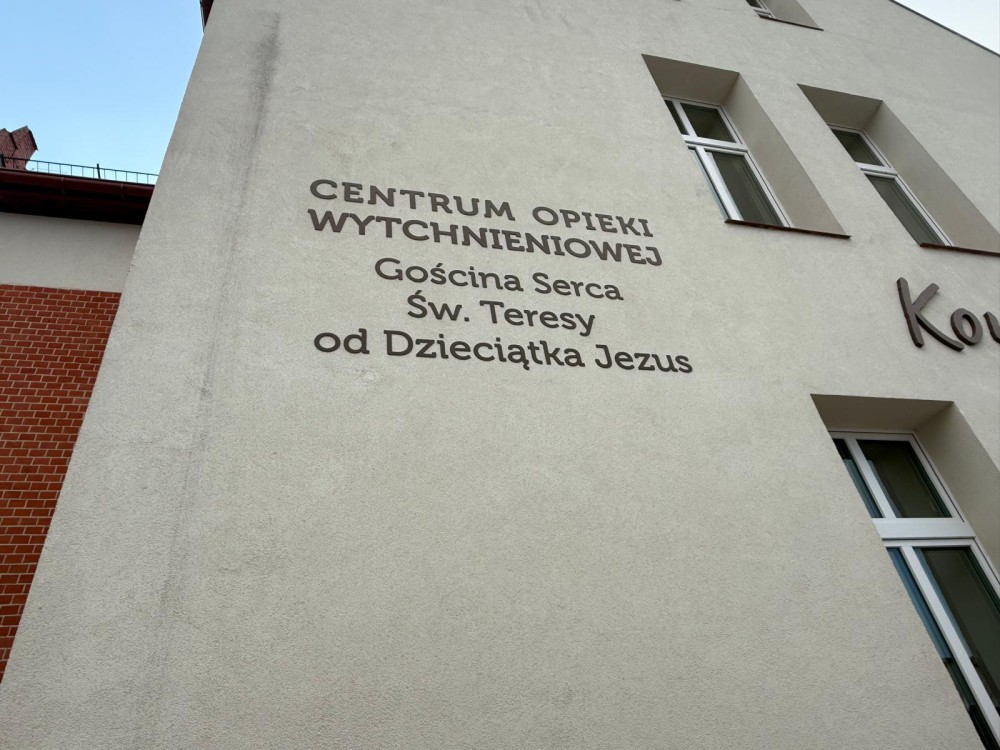 CENTRUM OPIEKI
WYTCHNIENIOWEJ
Gościna Serca
Św. Teresy
od Dzieciątka Jezus